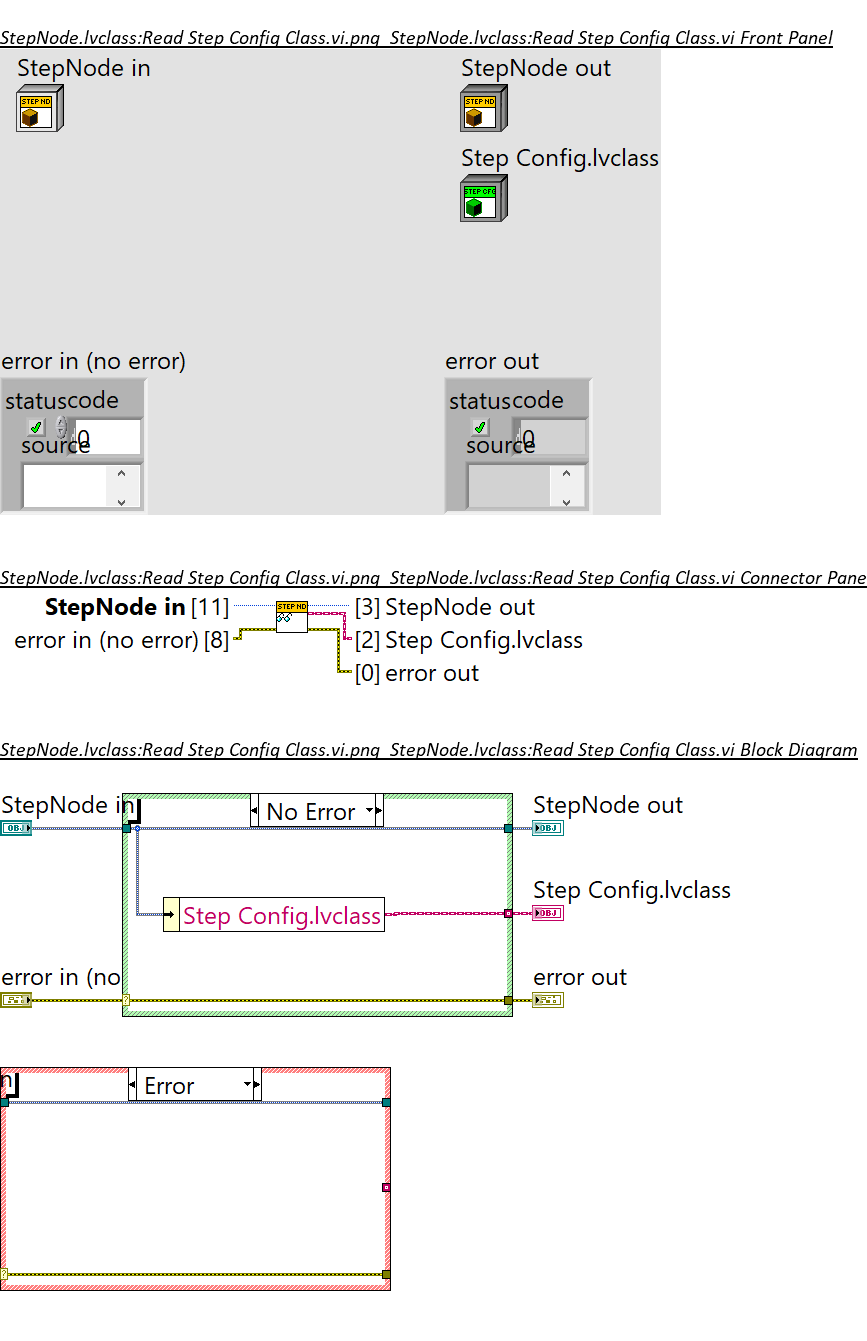 StepNode.lvclass:Read Step Config Class.vi.png StepNode.lvclass:Read Step Config Class.vi Front Panel
StepNode in
StepNode out
STEP ND
STEP ND
Step Config.lvclass
STEP CFG
error in (no error)
error out
status code
status code
0
0
source
source
StepNode.lvclass:Read Step Config Class.vi.png StepNode.lvclass:Read Step Config Class.vi Connector Pane
StepNode in [11]
STEP ND
[3] StepNode out
error in (no error) [8]
[2] Step Config.lvclass
[0] error out
StepNode.lvclass:Read Step Config Class.vi.png StepNode.lvclass:Read Step Config Class.vi Block Diagram
StepNode in
No Error
StepNode out
OBJ
OBJ
Step Config.lvclass
Step Config.lvclass
OBJ
error in (no
error out
?
n
Error
?